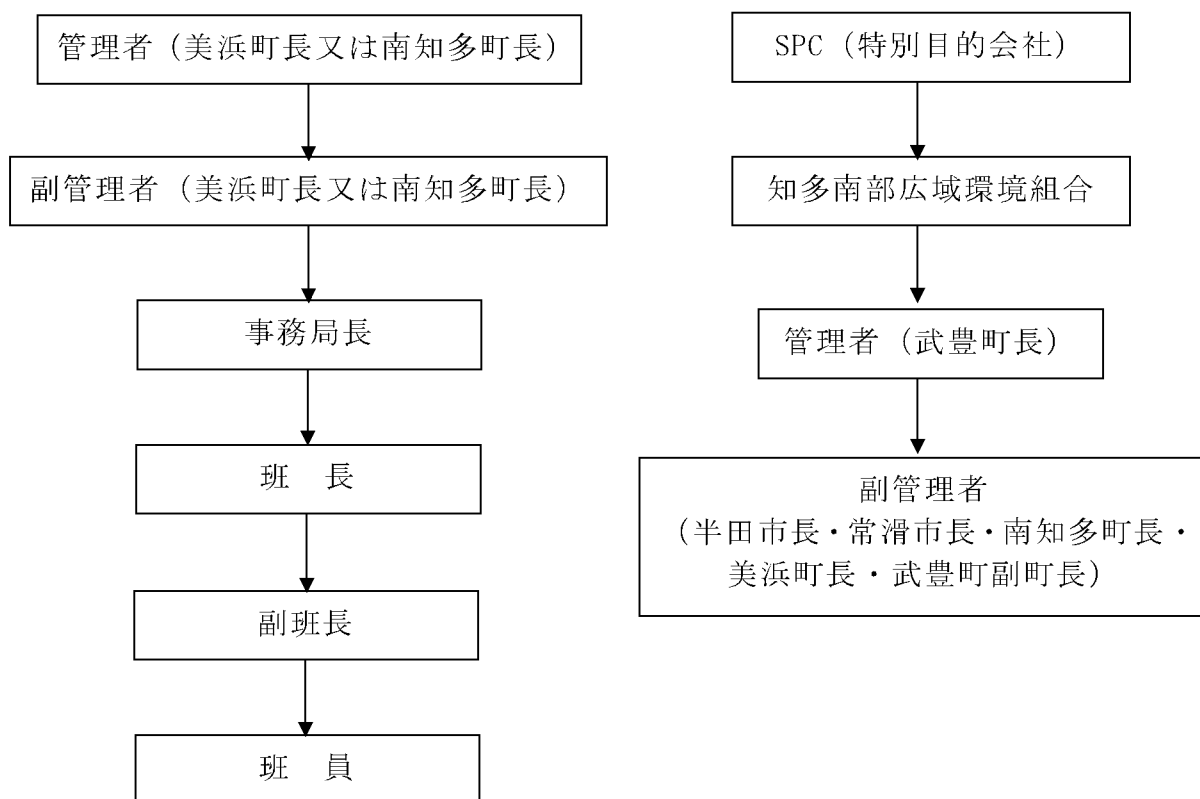 管理者（美浜町長又は南知多町長）
副管理者（美浜町長又は南知多町長）
事務局長
班　長
副班長
班　員
SPC（特別目的会社）
知多南部広域環境組合
管理者（武豊町長）
副管理者
（半田市長・常滑市長・南知多町長・
美浜町長・武豊町副町長）